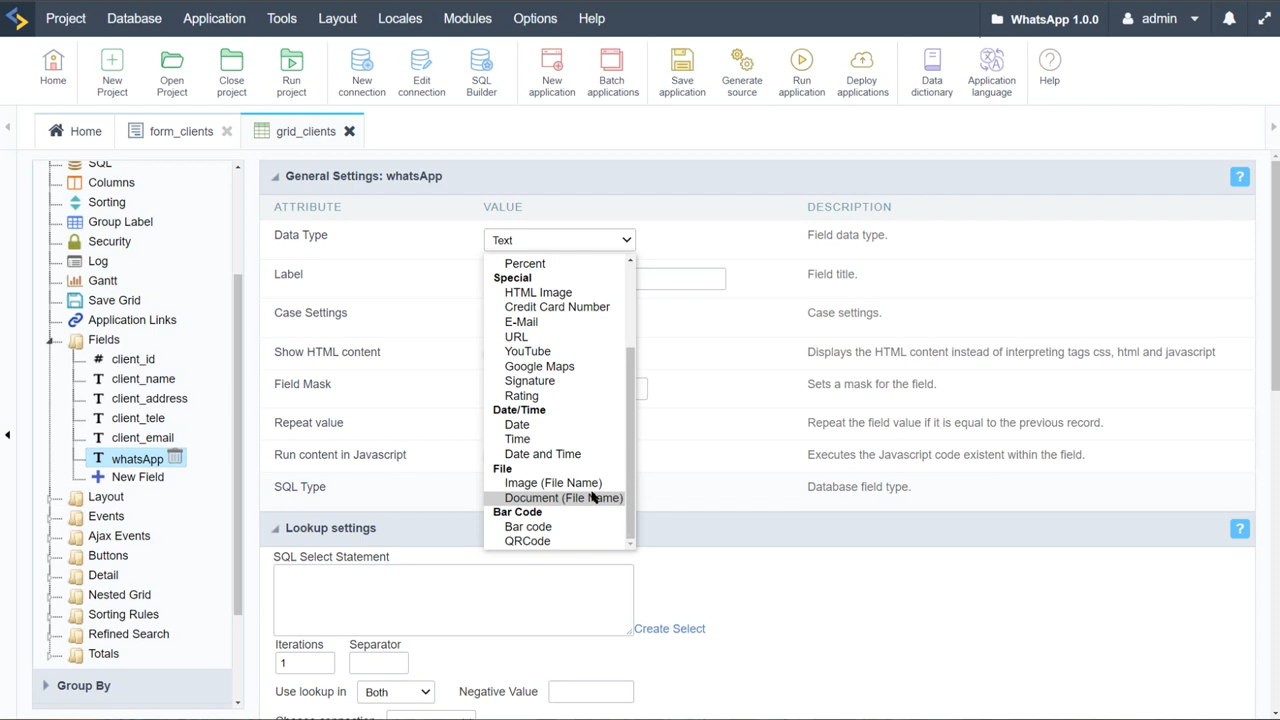 Project Database Application Tools Layout Locales Modules Options Help WhatsApp 1.0.0 admin
Home
New Project
Open Project
Close project
Run project
New connection
Edit connection
SQL Builder
New application
Batch applications
Save application
Generate source
Run application
Deploy applications
Data dictionary
Application language
Help
Home form_clients grid_clients
SQL
Columns
Sorting
Group Label
Security
Log
Gantt
Save Grid
Application Links
Fields
# client_id
T client_name
T client_address
T client_tele
T client_email
T whatsApp
New Field
Layout
Events
Ajax Events
Buttons
Detail
Nested Grid
Sorting Rules
Refined Search
Totals
Group By
General Settings: whatsApp ?
ATTRIBUTE VALUE DESCRIPTION
Data Type Text Field data type.
Label Field title.
Case Settings Case settings.
Show HTML content Displays the HTML content instead of interpreting tags css, html and javascript
Field Mask Sets a mask for the field.
Repeat value Repeat the field value if it is equal to the previous record.
Run content in Javascript Executes the Javascript code existent within the field.
SQL Type Database field type.
Percent
Special
HTML Image
Credit Card Number
E-Mail
URL
YouTube
Google Maps
Signature
Rating
Date/Time
Date
Time
Date and Time
File
Image (File Name)
Document (File Name)
Bar Code
Bar code
QRCode
Lookup settings ?
SQL Select Statement
Create Select
Iterations Separator
1
Use lookup in Both Negative Value